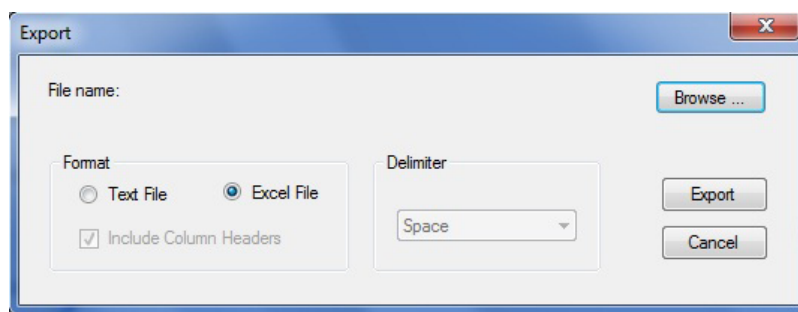 Export
File name:
Browse ...
Format
Delimiter
Text File
Excel File
Export
Include Column Headers
Space
Cancel